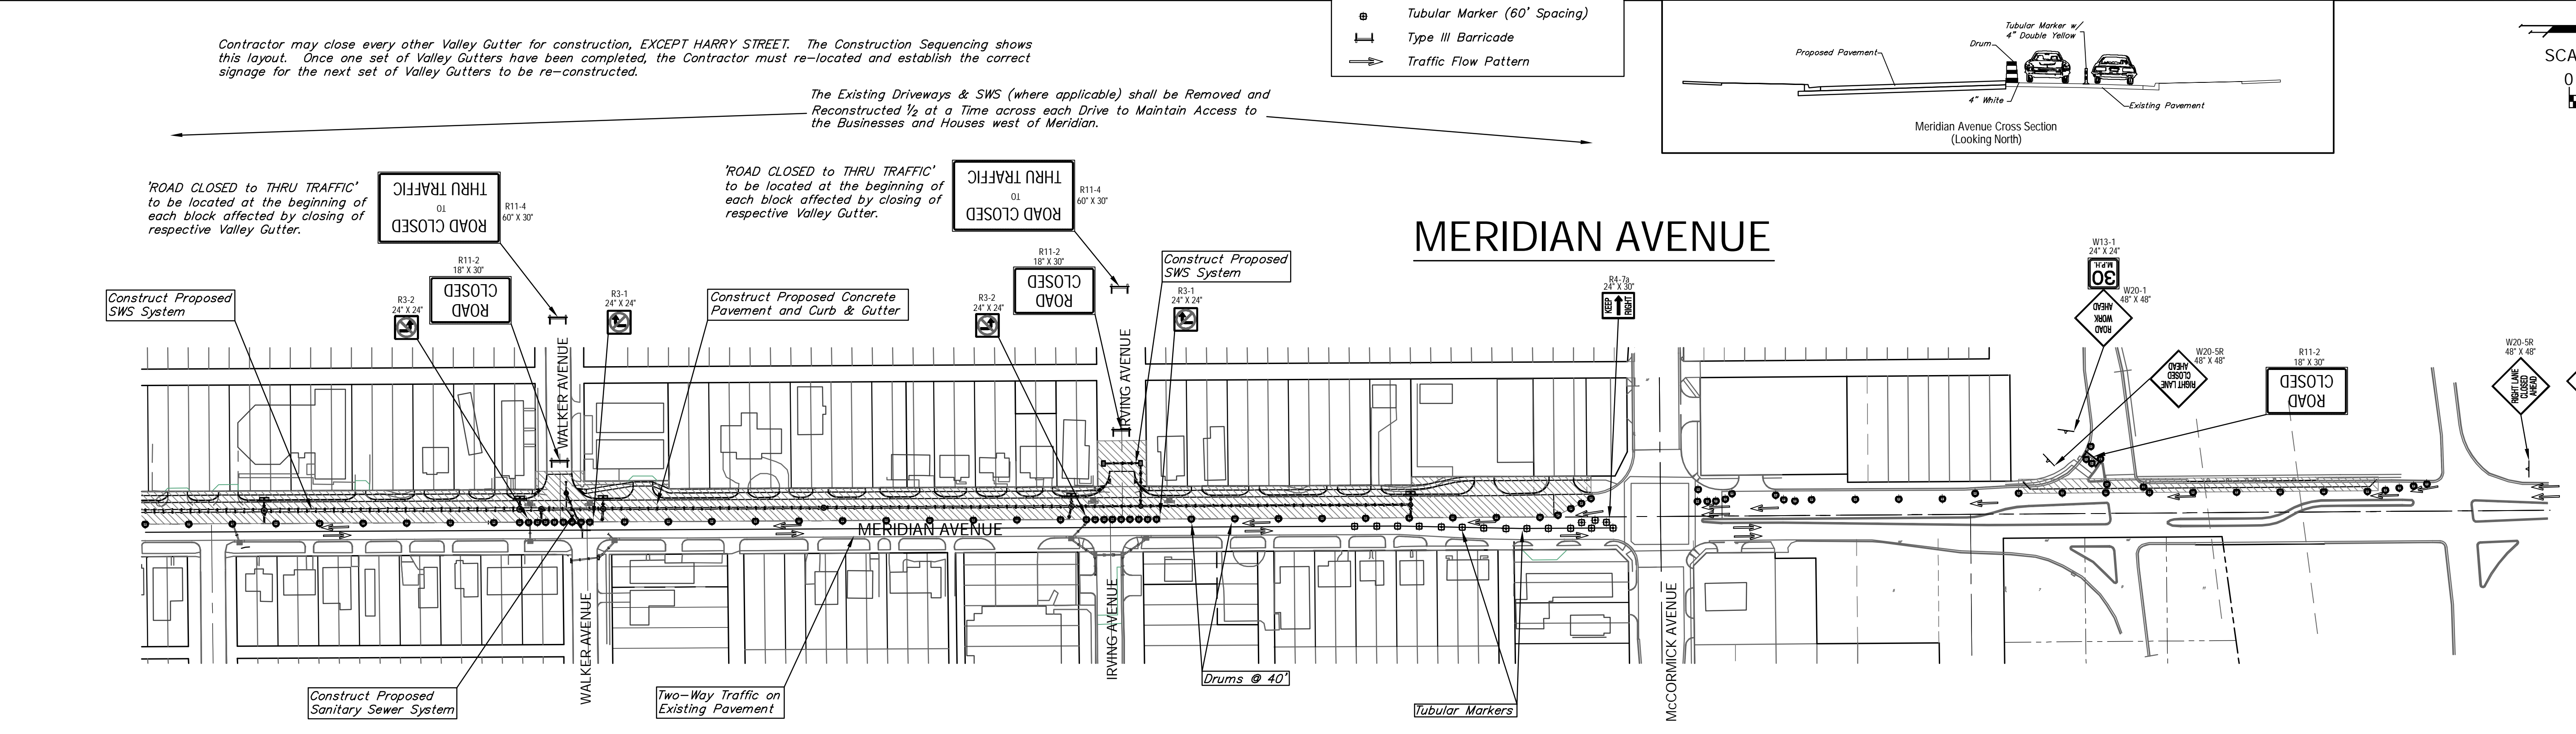 Tubular Marker (60' Spacing)
Type III Barricade
Traffic Flow Pattern
Contractor may close every other Valley Gutter for construction, EXCEPT HARRY STREET. The Construction Sequencing shows
this layout. Once one set of Valley Gutters have been completed, the Contractor must re-located and establish the correct
signage for the next set of Valley Gutters to be re-constructed.
The Existing Driveways & SWS (where applicable) shall be Removed and
Reconstructed ½ at a Time across each Drive to Maintain Access to
the Businesses and Houses west of Meridian.
Tubular Marker w/
4" Double Yellow
Drum
Proposed Pavement
4" White
Existing Pavement
Meridian Avenue Cross Section
(Looking North)
SCA
0
'ROAD CLOSED to THRU TRAFFIC'
to be located at the beginning of
each block affected by closing of
respective Valley Gutter.
ROAD CLOSED
TO
THRU TRAFFIC
R11-4
60" X 30"
'ROAD CLOSED to THRU TRAFFIC'
to be located at the beginning of
each block affected by closing of
respective Valley Gutter.
ROAD CLOSED
TO
THRU TRAFFIC
R11-4
60" X 30"
MERIDIAN AVENUE
R11-2
18" X 30"
ROAD
CLOSED
R11-2
18" X 30"
ROAD
CLOSED
Construct Proposed
SWS System
R3-2
24" X 24"
R3-1
24" X 24"
Construct Proposed Concrete
Pavement and Curb & Gutter
R3-2
24" X 24"
R3-1
24" X 24"
Construct Proposed
SWS System
R4-7a
24" X 30"
KEEP
RIGHT
W13-1
24" X 24"
30
M.P.H.
W20-1
48" X 48"
ROAD
WORK
AHEAD
W20-5R
48" X 48"
RIGHT LANE
CLOSED
AHEAD
R11-2
18" X 30"
ROAD
CLOSED
W20-5R
48" X 48"
RIGHT LANE
CLOSED
AHEAD
WALKER AVENUE
IRVING AVENUE
MERIDIAN AVENUE
WALKER AVENUE
IRVING AVENUE
McCORMICK AVENUE
Construct Proposed
Sanitary Sewer System
Two-Way Traffic on
Existing Pavement
Drums @ 40'
Tubular Markers